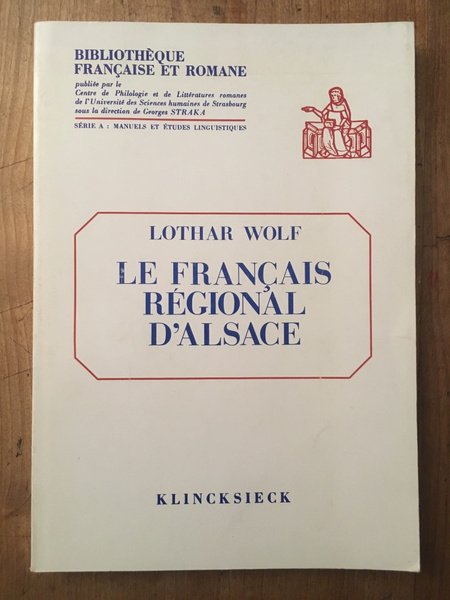 BIBLIOTHÈQUE
FRANÇAISE ET ROMANE
publiée par le
Centre de Philologie et de Littératures romanes
de l'Université des Sciences humaines de Strasbourg
sous la direction de Georges STRAKA
SÉRIE A : MANUELS ET ÉTUDES LINGUISTIQUES
LOTHAR WOLF
LE FRANÇAIS
RÉGIONAL
D'ALSACE
KLINCKSIECK